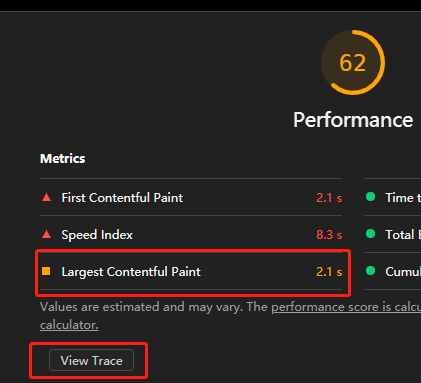 62
Performance
Metrics
First Contentful Paint 2.1 s
Time t
Speed Index 8.3 s
Total
Largest Contentful Paint 2.1 s
Cumul
Values are estimated and may vary. The performance score is calcu
calculator.
View Trace